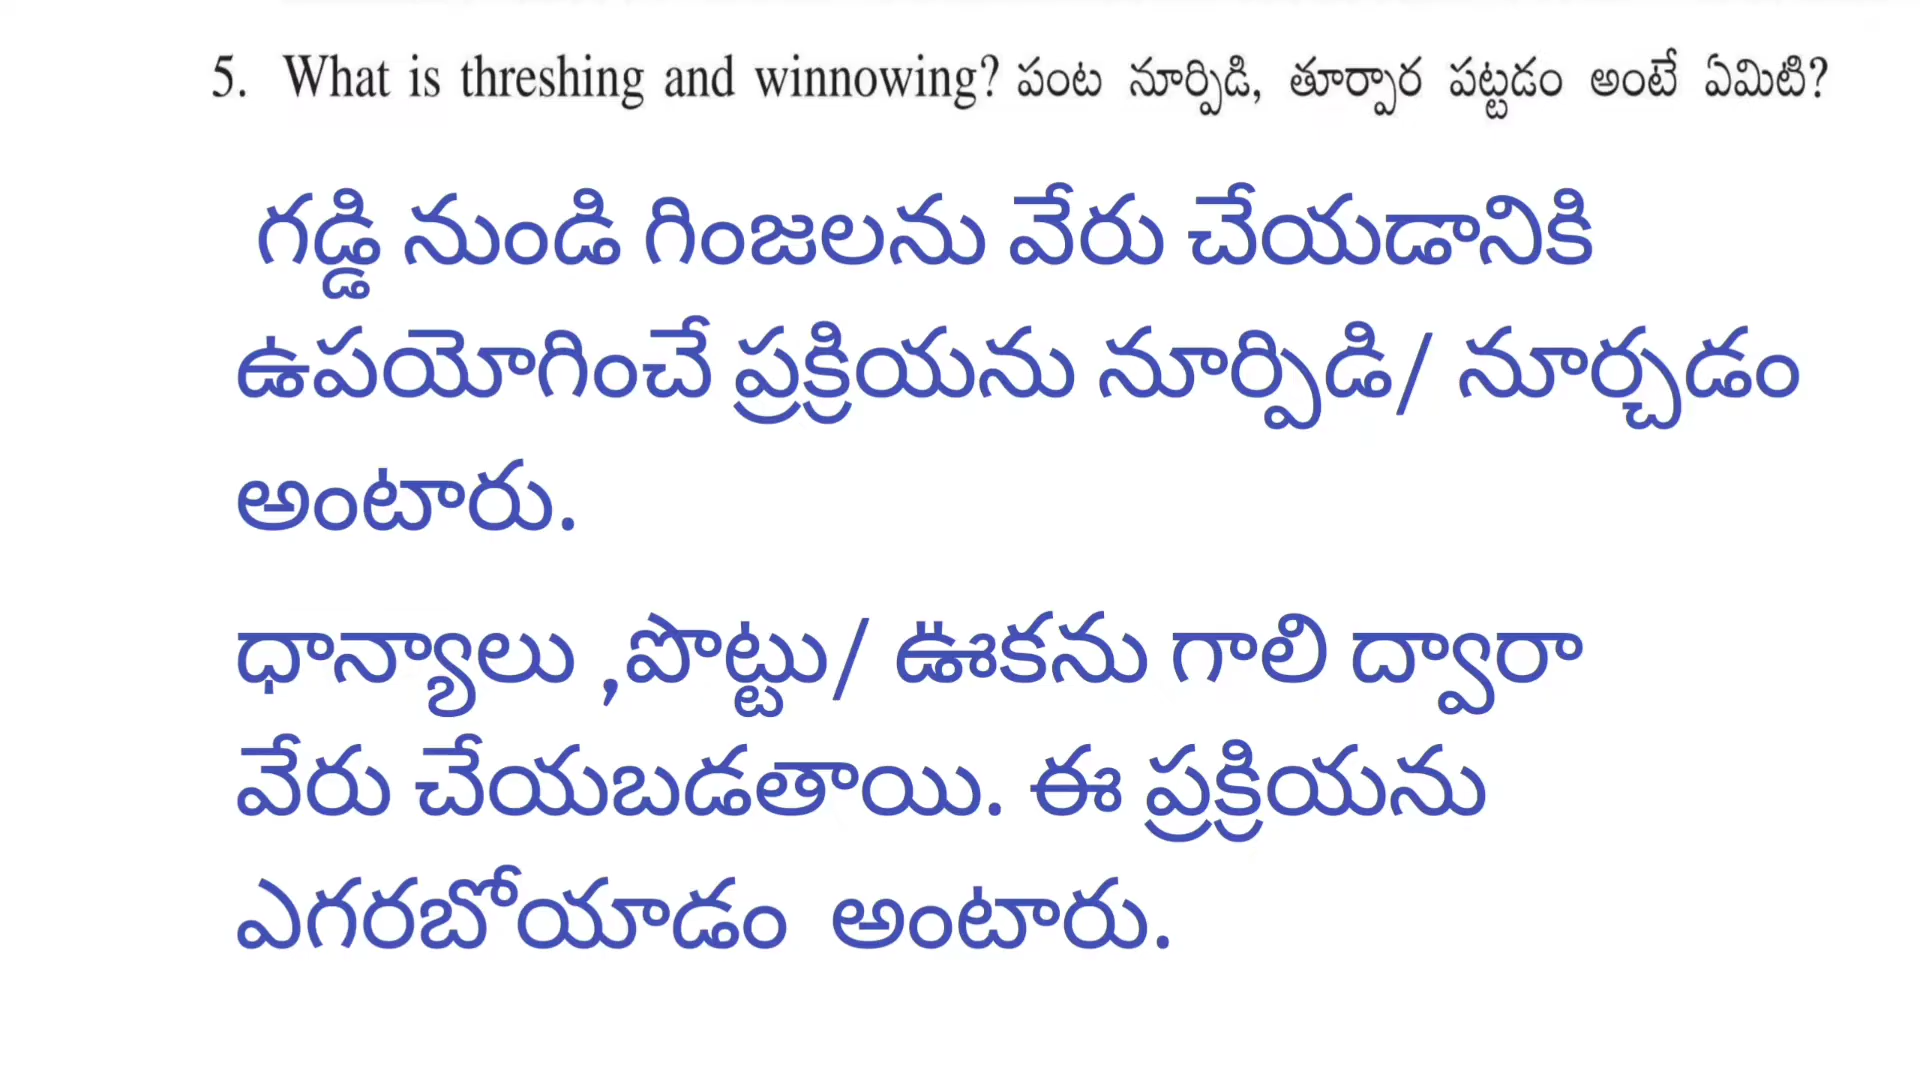 5. What is threshing and winnowing? పంట నూర్పిడి, తూర్పార పట్టడం అంటే ఏమిటి?
గడ్డి నుండి గింజలను వేరు చేయడానికి
ఉపయోగించే ప్రక్రియను నూర్పిడి/ నూర్చడం
అంటారు.
ధాన్యాలు ,పొట్టు/ ఊకను గాలి ద్వారా
వేరు చేయబడతాయి. ఈ ప్రక్రియను
ఎగరబోయాడం అంటారు.